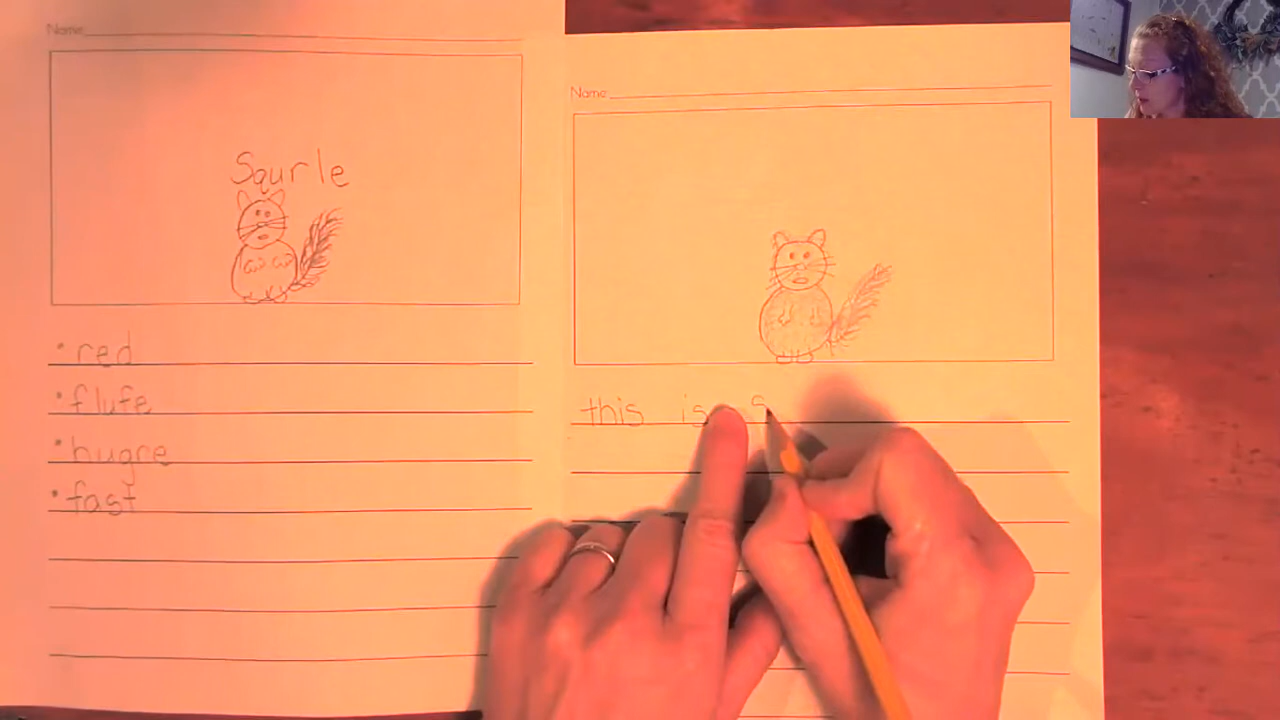 Name
Squrle
• red
• flufe
• hugre
• fast
Name
this is s